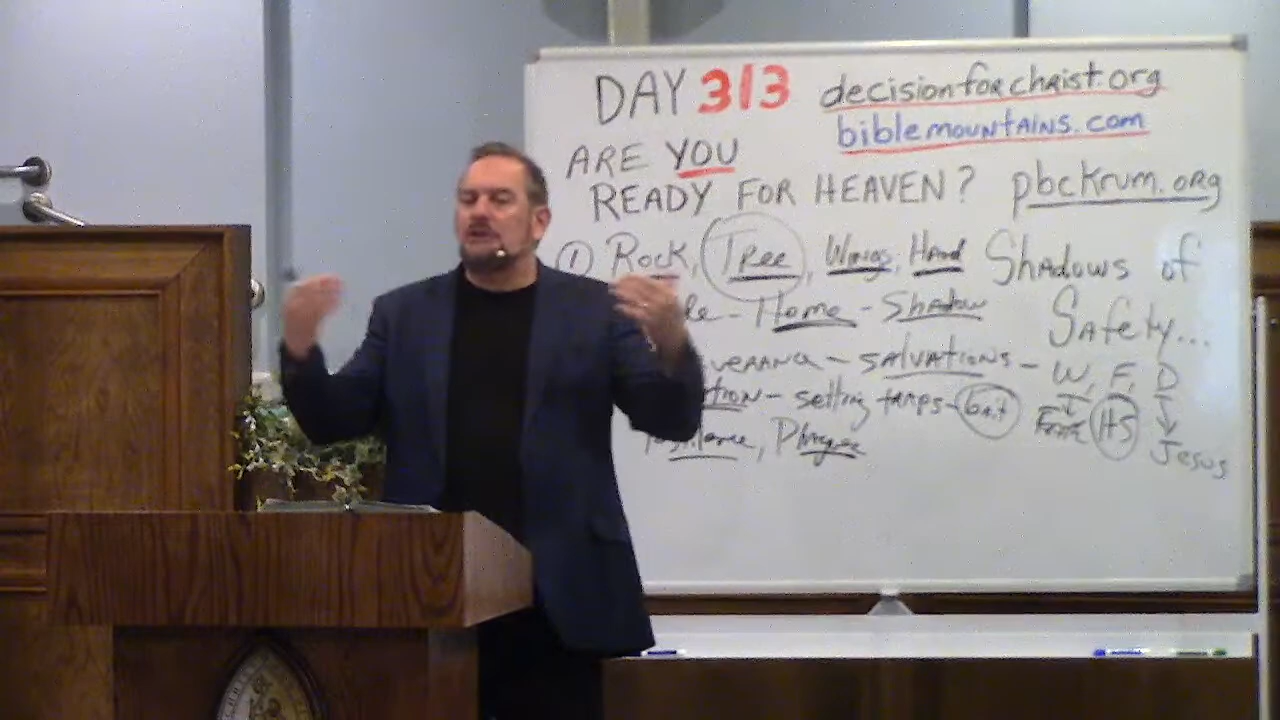 DAY 313 decisionforchrist.org
biblemountains.com
ARE YOU
READY FOR HEAVEN? pbckrum.org
① Rock, Tree, Wings, Hand Shadows of
- Home - Shadow Safety...
- SALVATIONS - W, F, D
- setting traps - Bait HS
Jesus